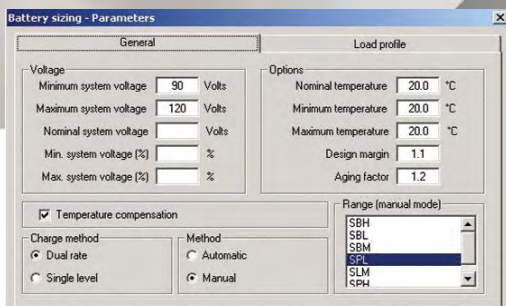 Battery sizing - Parameters
General
Load profile
Voltage
Minimum system voltage 90 Volts
Maximum system voltage 120 Volts
Nominal system voltage Volts
Min. system voltage (%) %
Max. system voltage (%) %
Options
Nominal temperature 20.0 °C
Minimum temperature 20.0 °C
Maximum temperature 20.0 °C
Design margin 1.1
Aging factor 1.2
Temperature compensation
Charge method
Dual rate
Single level
Method
Automatic
Manual
Range (manual mode)
SBH
SBL
SBM
SPL
SLM
SPH